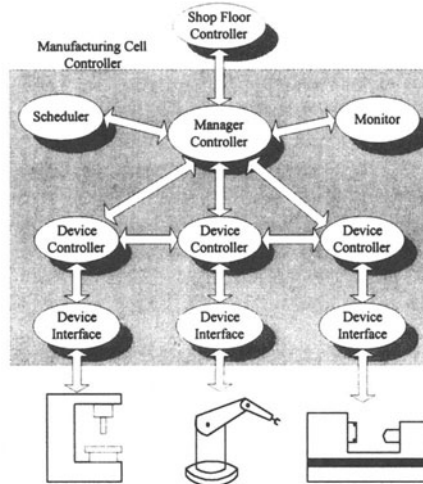 Shop Floor
Controller
Manufacturing Cell
Controller
Scheduler
Manager
Controller
Monitor
Device
Controller
Device
Controller
Device
Controller
Device
Interface
Device
Interface
Device
Interface